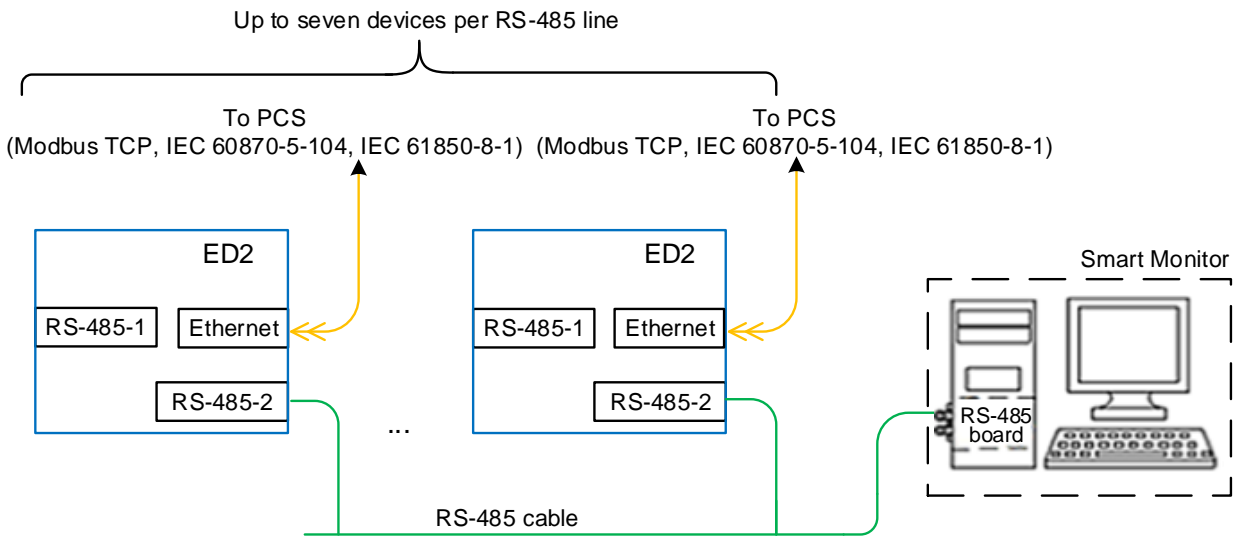 Up to seven devices per RS-485 line
To PCS
(Modbus TCP, IEC 60870-5-104, IEC 61850-8-1)
To PCS
(Modbus TCP, IEC 60870-5-104, IEC 61850-8-1)
ED2
RS-485-1
Ethernet
RS-485-2
...
ED2
RS-485-1
Ethernet
RS-485-2
Smart Monitor
RS-485
board
RS-485 cable